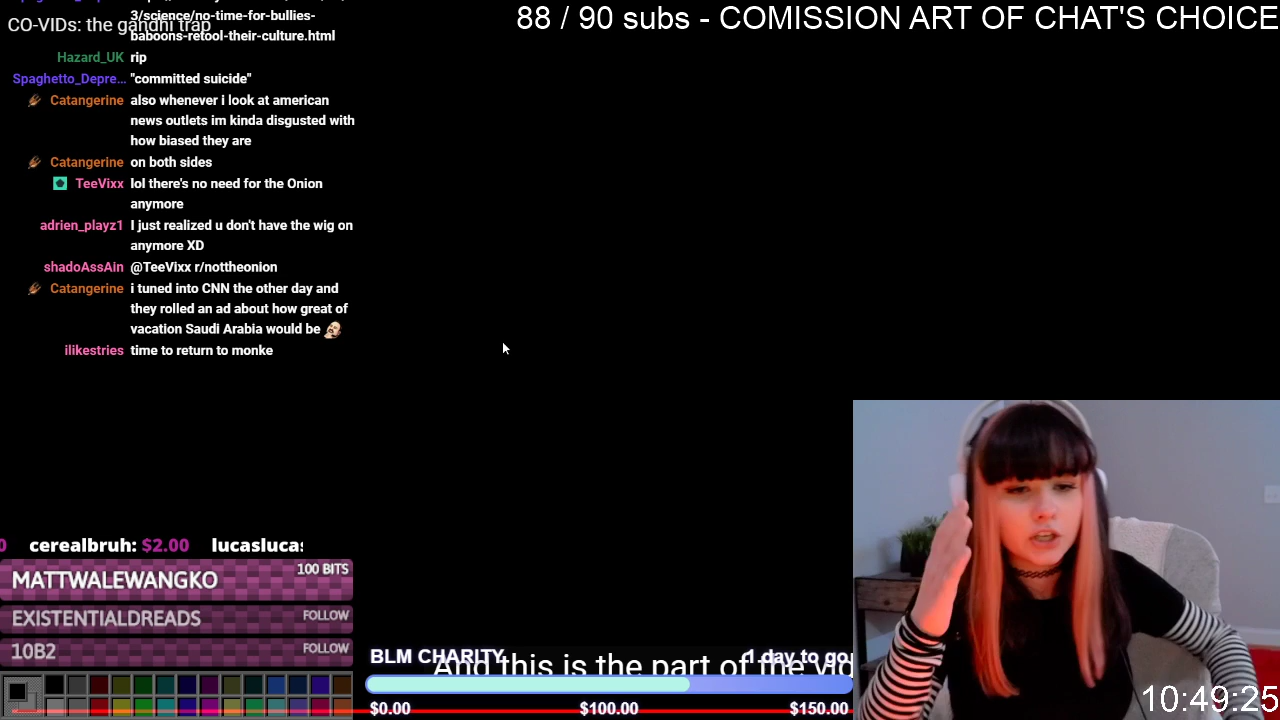 88 / 90 subs - COMISSION ART OF CHAT'S CHOICE
3/science/no-time-for-bullies-
CO-VIDs: the gandhi trap
baboons-retool-their-culture.html
Hazard_UK rip
Spaghetto_Depre... "committed suicide"
Catangerine also whenever i look at american
news outlets im kinda disgusted with
how biased they are
Catangerine on both sides
TeeVixx lol there's no need for the Onion
anymore
adrien_playz1 I just realized u don't have the wig on
anymore XD
shadoAssAin @TeeVixx r/nottheonion
Catangerine i tuned into CNN the other day and
they rolled an ad about how great of
vacation Saudi Arabia would be
ilikestries time to return to monke
0 cerealbruh: $2.00 lucaslucas
MATTWALEWANGKO 100 BITS
EXISTENTIALDREADS FOLLOW
10B2 FOLLOW
BLM CHARITY 1 day to go
And this is the part of the vid
$0.00 $100.00 $150.00
10:49:25